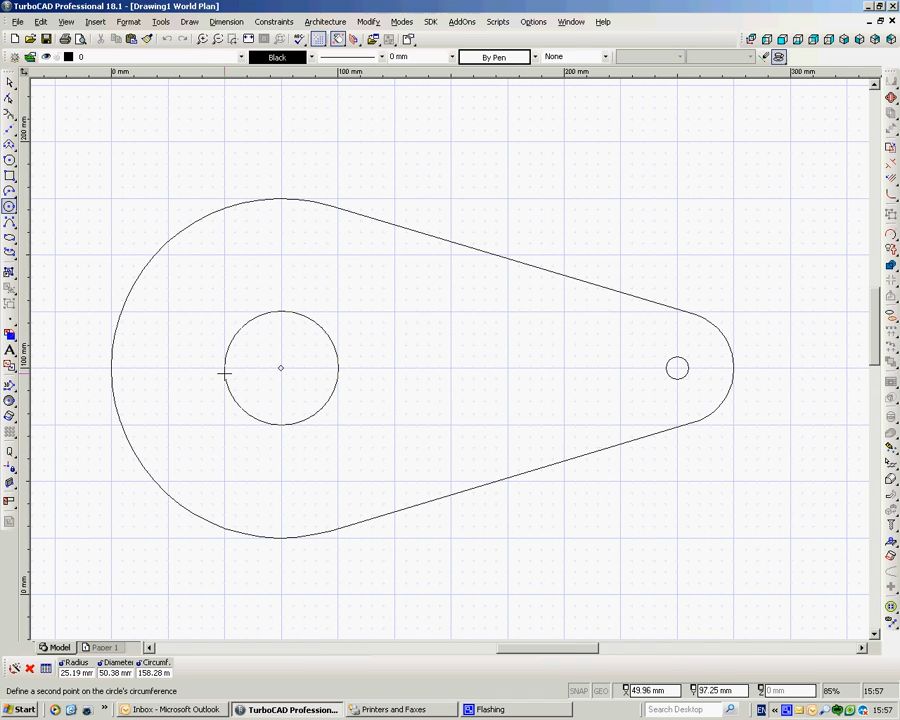 TurboCAD Professional 18.1 - [Drawing1 World Plan]
File Edit View Insert Format Tools Draw Dimension Constraints Architecture Modify Modes SDK AddOns Scripts Options Window Help
0 Black 0 mm By Pen None
0 mm 100 mm 200 mm 300 mm
200 mm
100 mm
0 mm
A
Model Paper 1
Radius Diameter Circumf.
25.19 mm 50.38 mm 158.28 m
Define a second point on the circle's circumference
SNAP GEO X 49.96 mm Y 97.25 mm Z 0 mm 85% 15:57
Start Inbox - Microsoft Outlook TurboCAD Profession... Printers and Faxes Flashing Search Desktop EN 15:57